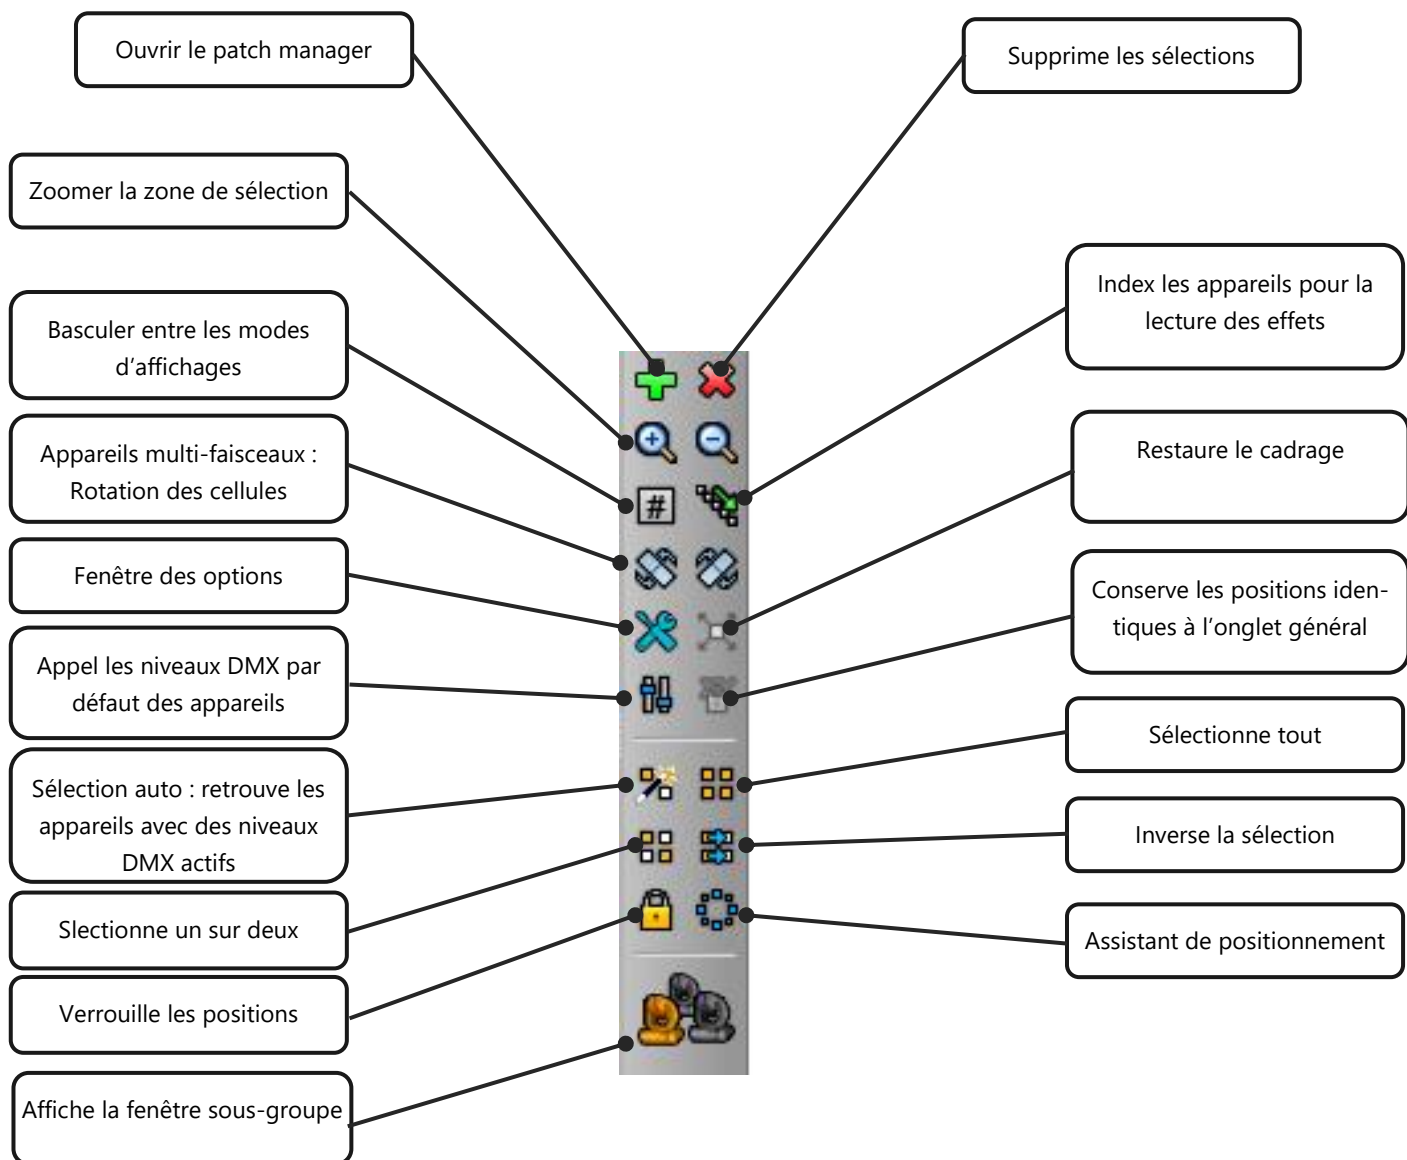 Ouvrir le patch manager
Supprime les sélections
Zoomer la zone de sélection
Basculer entre les modes
d’affichages
Index les appareils pour la
lecture des effets
Appareils multi-faisceaux :
Rotation des cellules
Restaure le cadrage
Fenêtre des options
Conserve les positions iden-
tiques à l’onglet général
Appel les niveaux DMX par
défaut des appareils
Sélectionne tout
Sélection auto : retrouve les
appareils avec des niveaux
DMX actifs
Inverse la sélection
Slectionne un sur deux
Assistant de positionnement
Verrouille les positions
Affiche la fenêtre sous-groupe
#